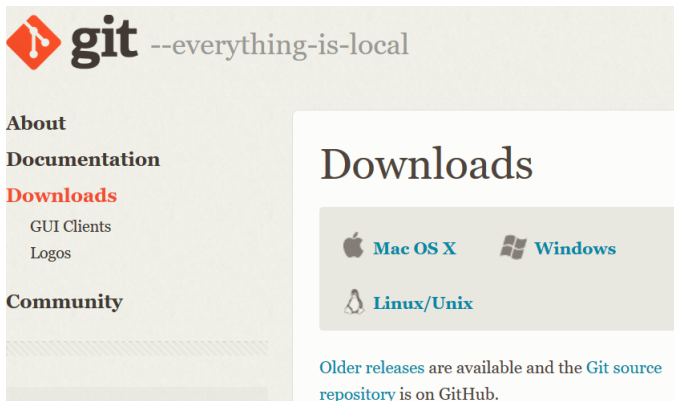 git --everything-is-local
About
Documentation
Downloads
GUI Clients
Logos
Community
Downloads
Mac OS X
Windows
Linux/Unix
Older releases are available and the Git source
repository is on GitHub.